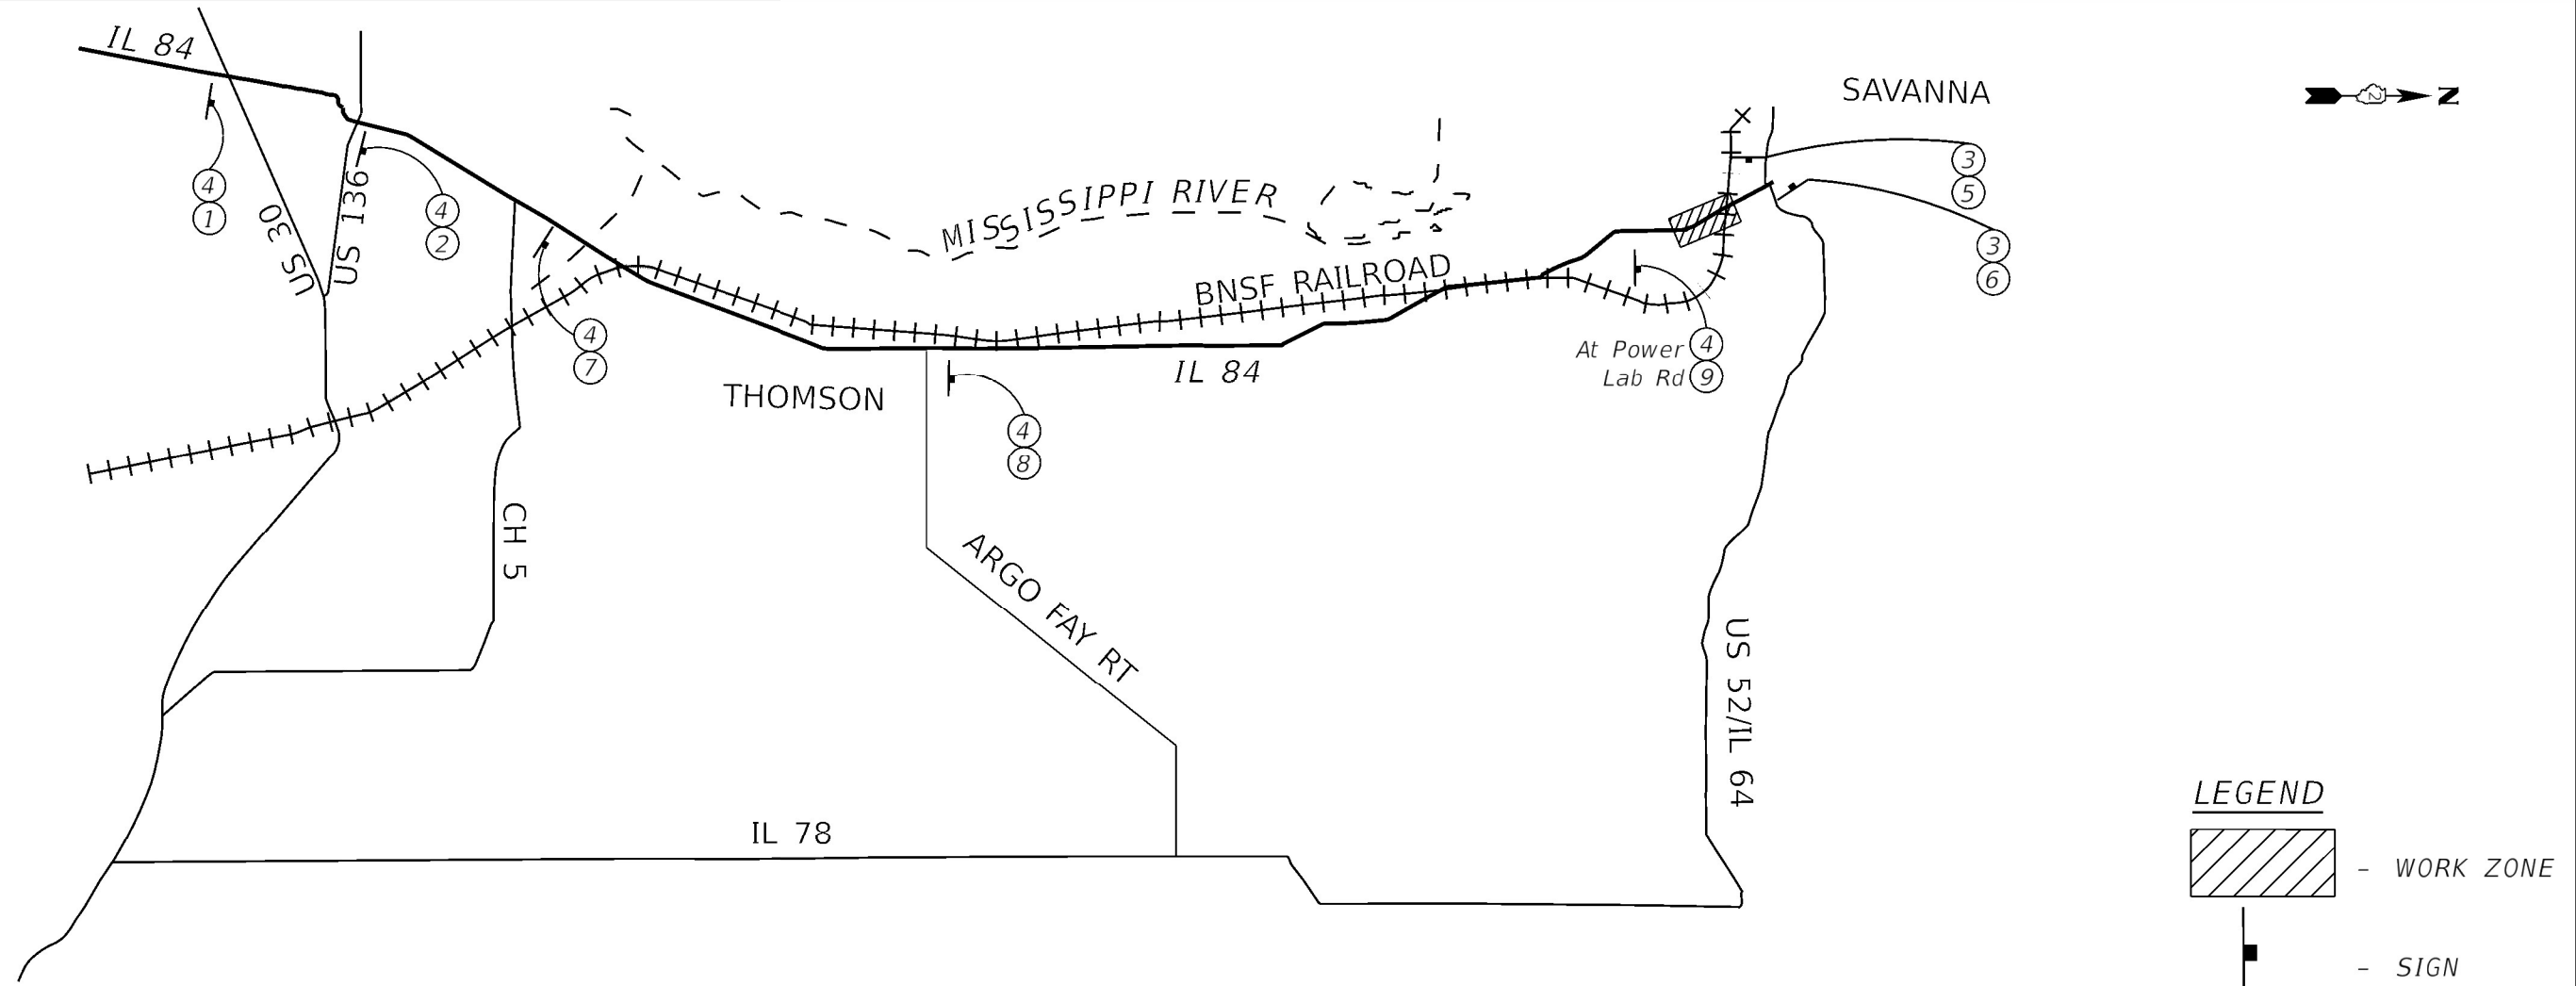 IL 84
SAVANNA
N
2
4
1
US 30
US 136
4
2
MISSISSIPPI RIVER
3
5
3
6
BNSF RAILROAD
4
7
At Power
Lab Rd
4
9
THOMSON
IL 84
4
8
CH 5
ARGO FAY RT
US 52/IL 64
IL 78
LEGEND
- WORK ZONE
- SIGN